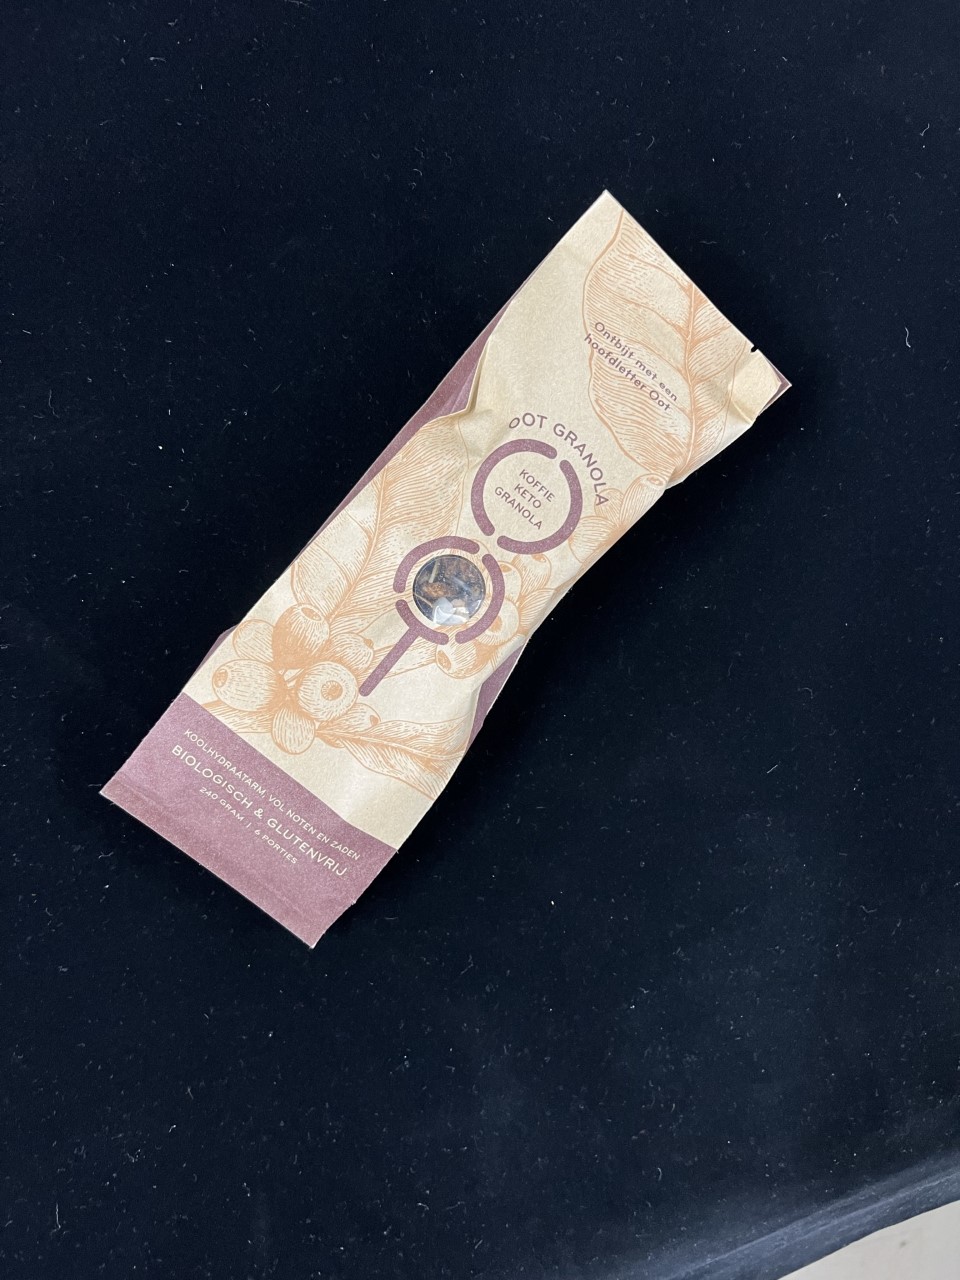 Ontbijt met een
hoofdletter Oot
OOT GRANOLA
KOFFIE
KETO
GRANOLA
KOOLHYDRAATARM, VOL NOTEN EN ZADEN
BIOLOGISCH & GLUTENVRIJ
240 GRAM | 6 PORTIES